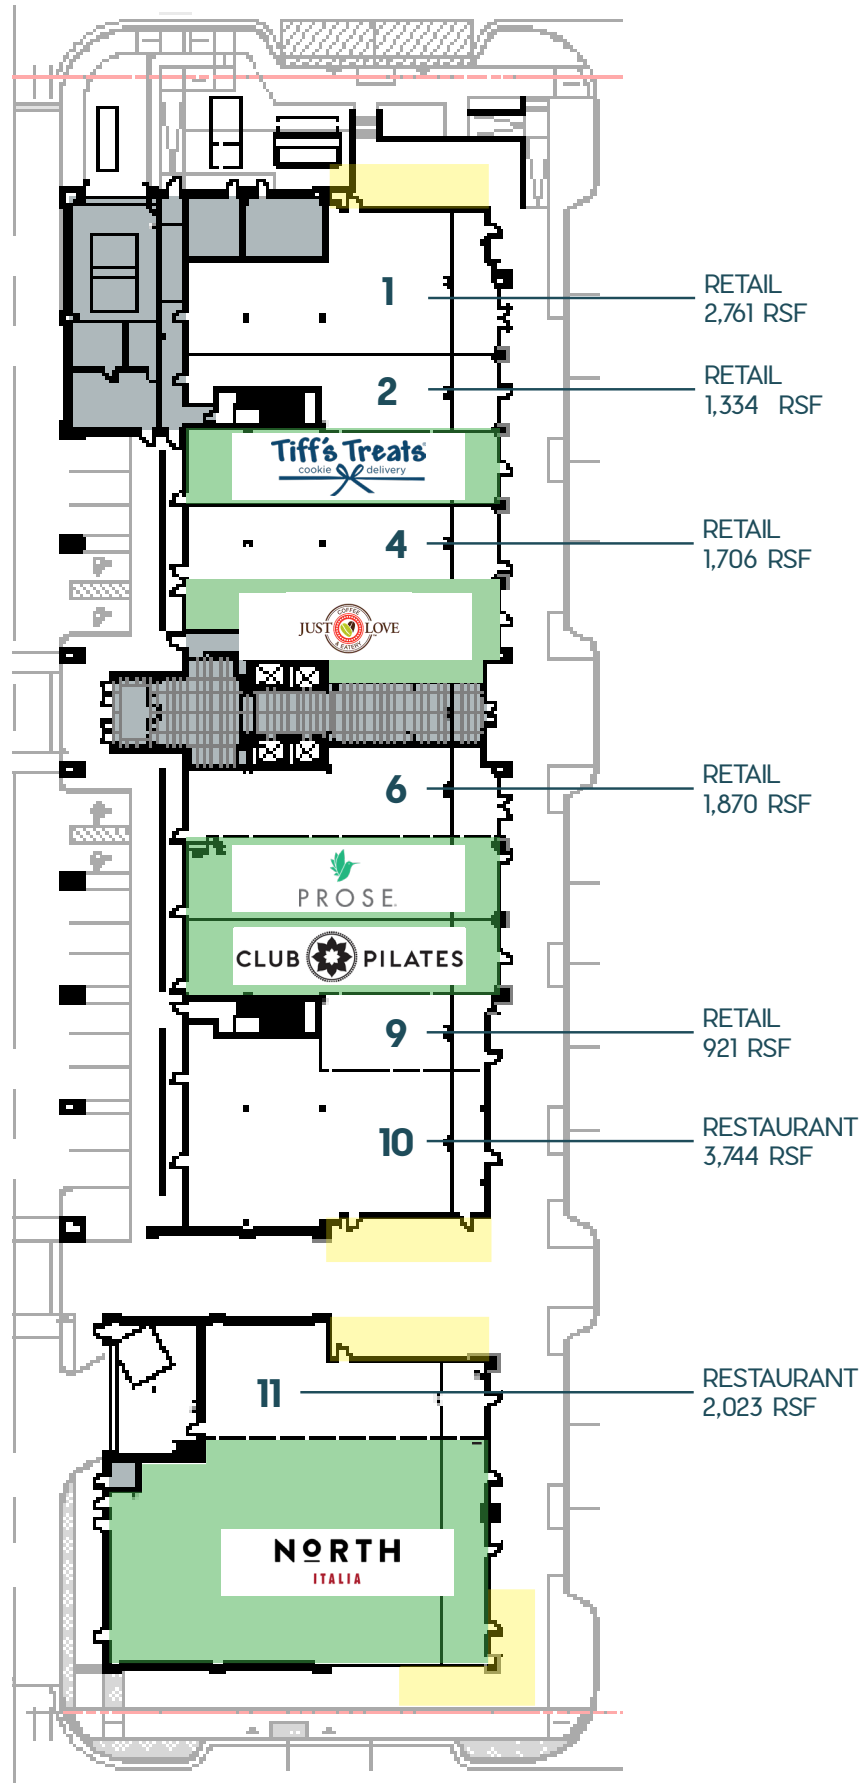 1
RETAIL
2,761 RSF
2
RETAIL
1,334 RSF
Tiff's Treats
cookie delivery
4
RETAIL
1,706 RSF
COFFEE
JUST LOVE
& EATERY
6
RETAIL
1,870 RSF
PROSE
CLUB PILATES
9
RETAIL
921 RSF
10
RESTAURANT
3,744 RSF
11
RESTAURANT
2,023 RSF
NORTH
ITALIA